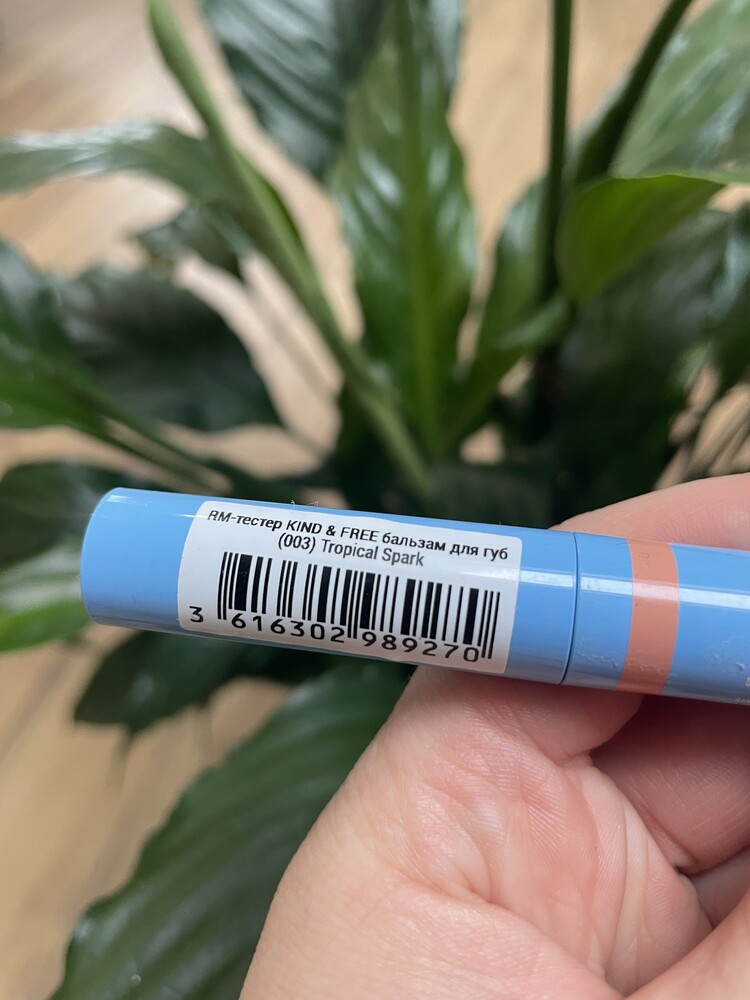 RM-тестер KIND & FREE бальзам для губ
(003) Tropical Spark
3 616302 989270